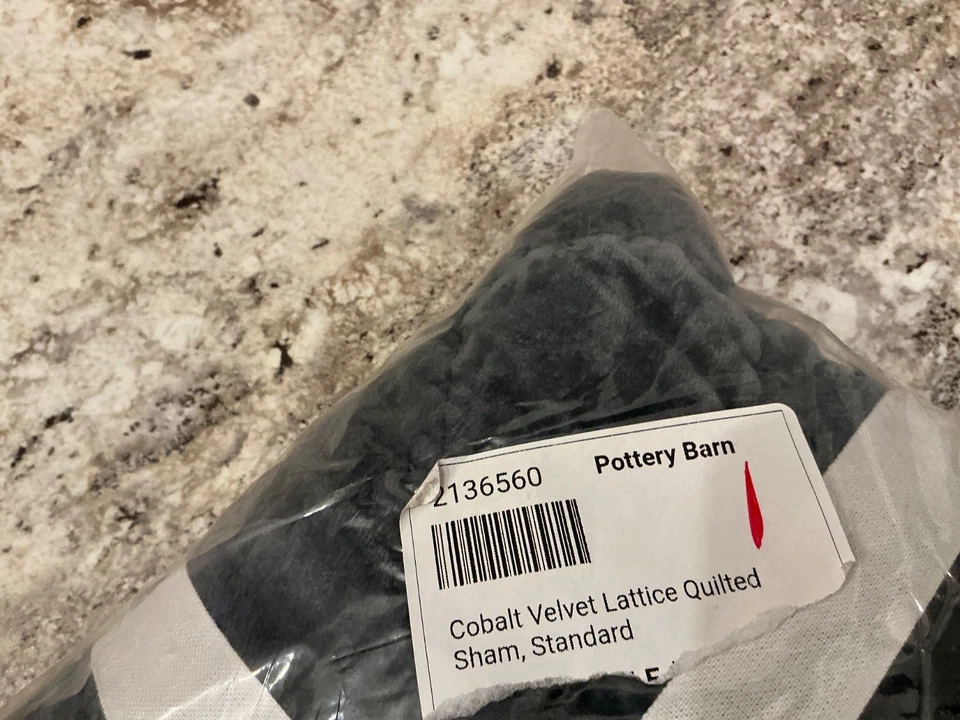 2136560
Pottery Barn
Cobalt Velvet Lattice Quilted
Sham, Standard